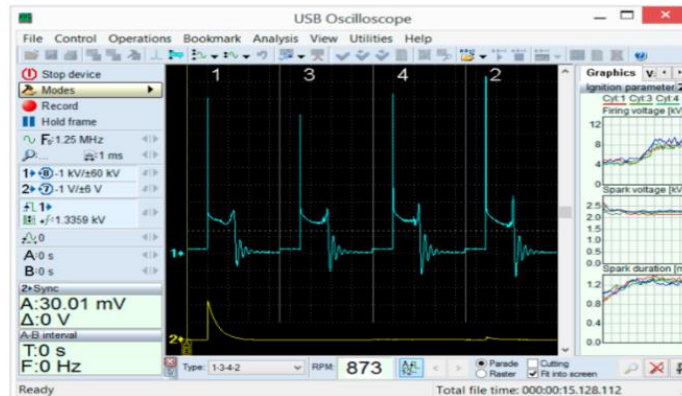 USB Oscilloscope
File Control Operations Bookmark Analysis View Utilities Help
Stop device
Modes
Record
Hold frame
Fs:1.25 MHz
:1 ms
1 -1 kV/±60 kV
2 -1 V/±6 V
1
:1.3359 kV
:0
A:0 s
B:0 s
2 Sync
A:30.01 mV
Δ:0 V
A-B interval
T:0 s
F:0 Hz
1 3 4 2
1
2
Graphics
Ignition parameter
Cyl:1 Cyl:3 Cyl:4
Firing voltage [kV
12
8
4
0
Spark voltage [kV
2.5
2.0
1.5
1.0
0.5
0.0
Spark duration [m
1.2
0.8
0.4
0.0
Type: 1-3-4-2 RPM: 873 Parade Cutting
Raster Fit into screen
Ready Total file time: 000:00:15.128.112